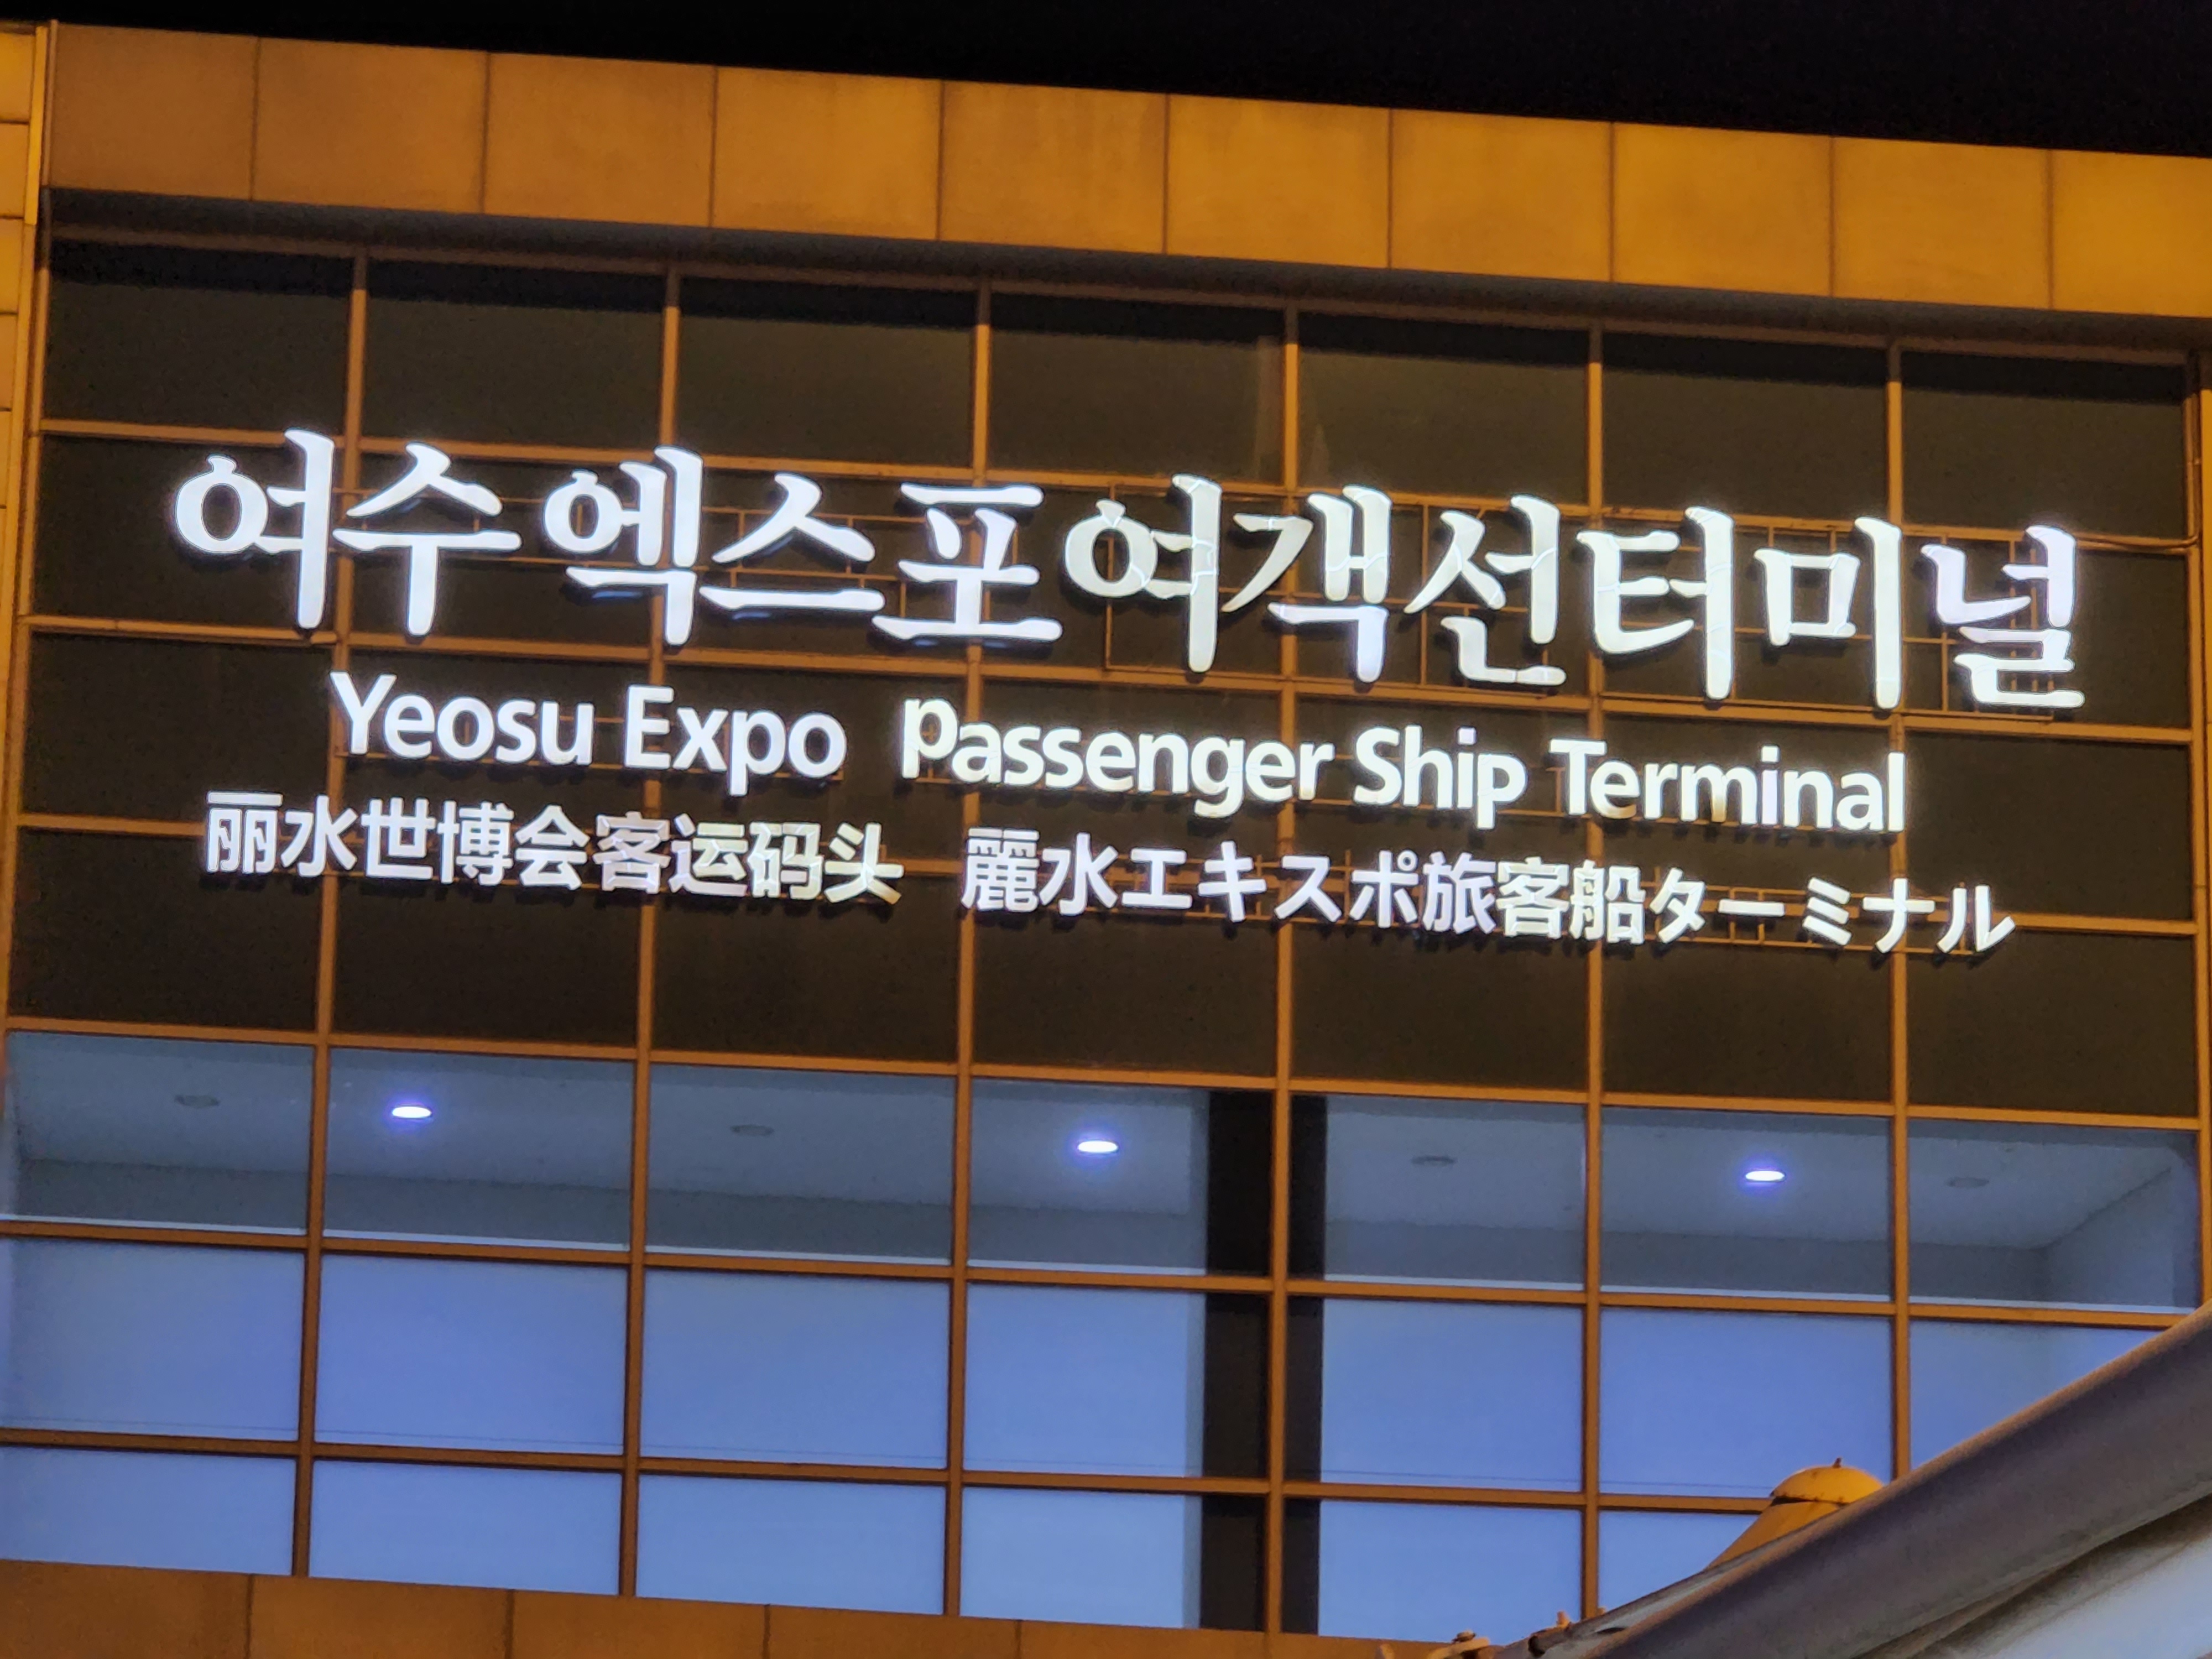 여수엑스포여객선터미널
Yeosu Expo Passenger Ship Terminal
丽水世博会客运码头 麗水エキスポ旅客船ターミナル